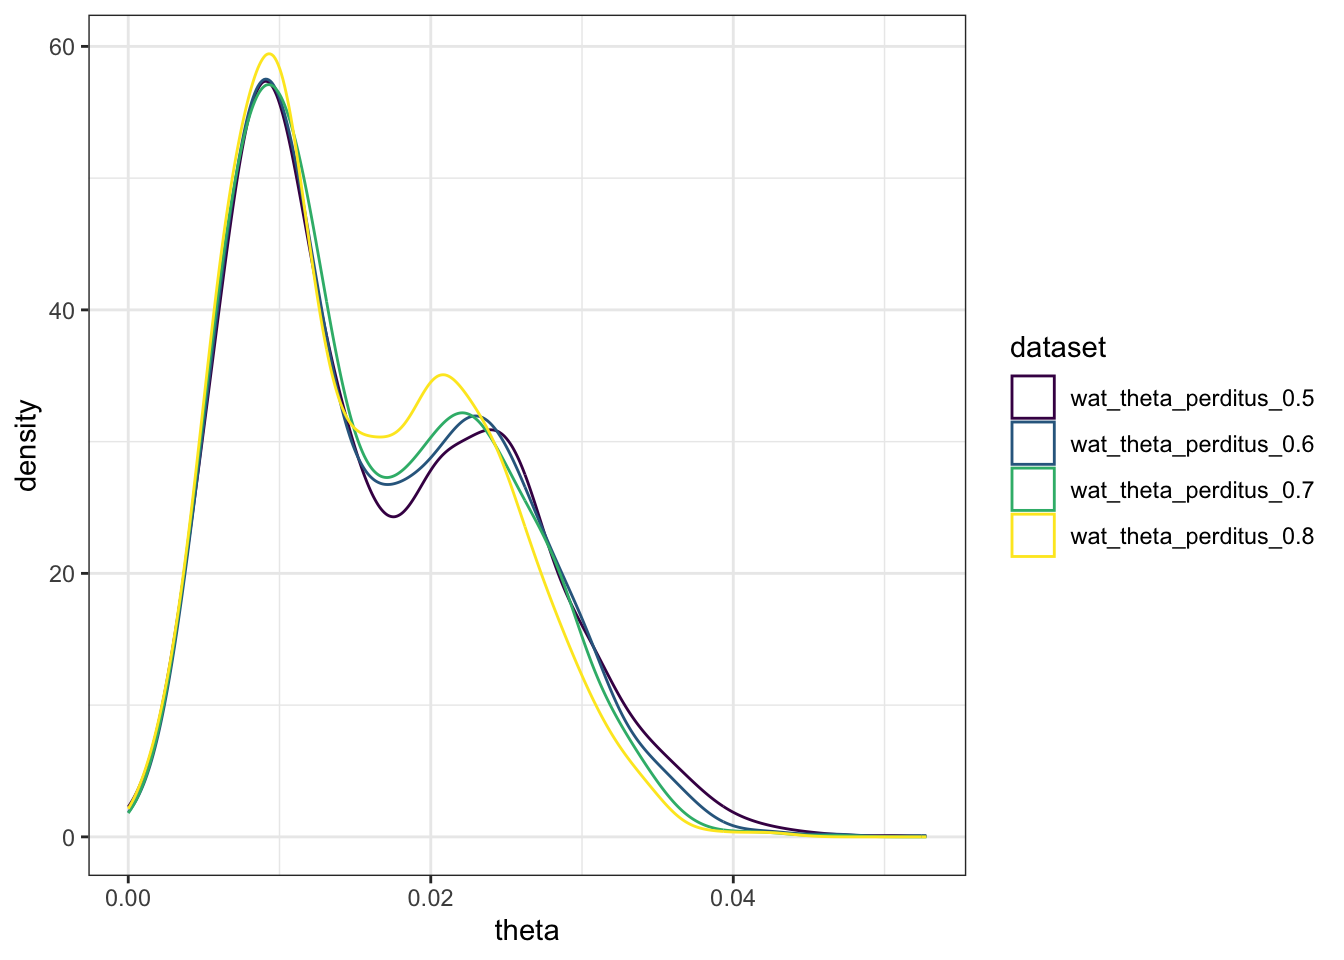 60
40
20
0
density
0.00
0.02
0.04
theta
dataset
wat_theta_perditus_0.5
wat_theta_perditus_0.6
wat_theta_perditus_0.7
wat_theta_perditus_0.8